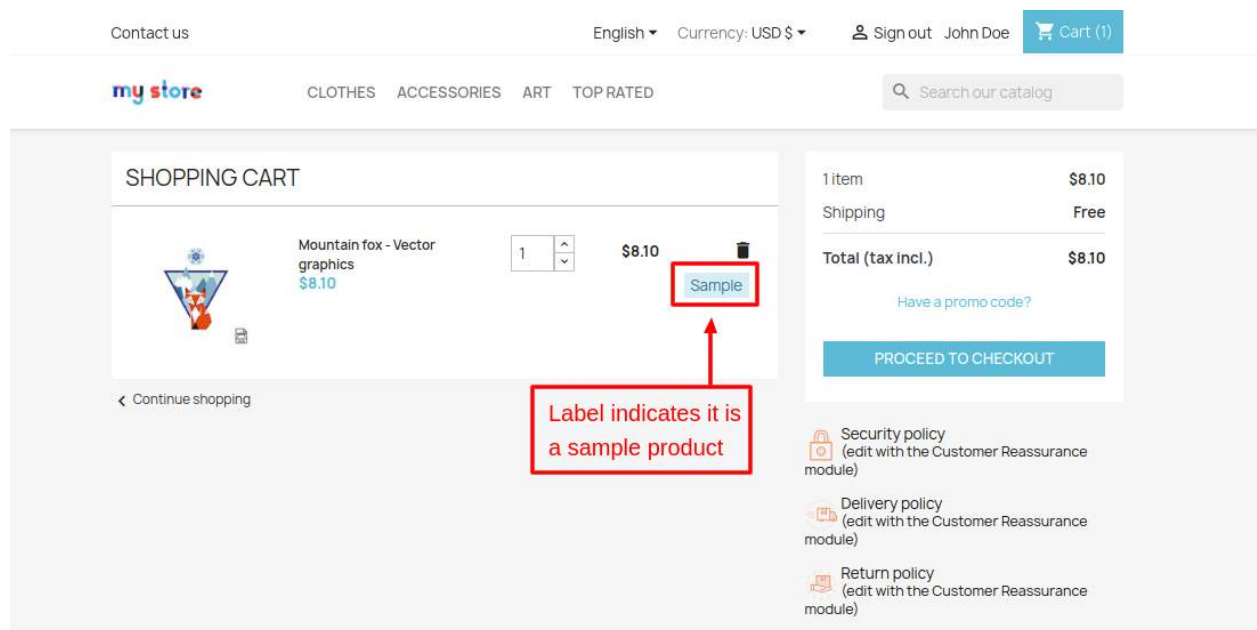 Contact us
English
Currency: USD $
Sign out
John Doe
Cart (1)
my store
CLOTHES
ACCESSORIES
ART
TOP RATED
Search our catalog
SHOPPING CART
Mountain fox - Vector
graphics
$8.10
1
$8.10
Sample
Label indicates it is
a sample product
Continue shopping
1 item $8.10
Shipping Free
Total (tax incl.) $8.10
Have a promo code?
PROCEED TO CHECKOUT
Security policy
(edit with the Customer Reassurance
module)
Delivery policy
(edit with the Customer Reassurance
module)
Return policy
(edit with the Customer Reassurance
module)